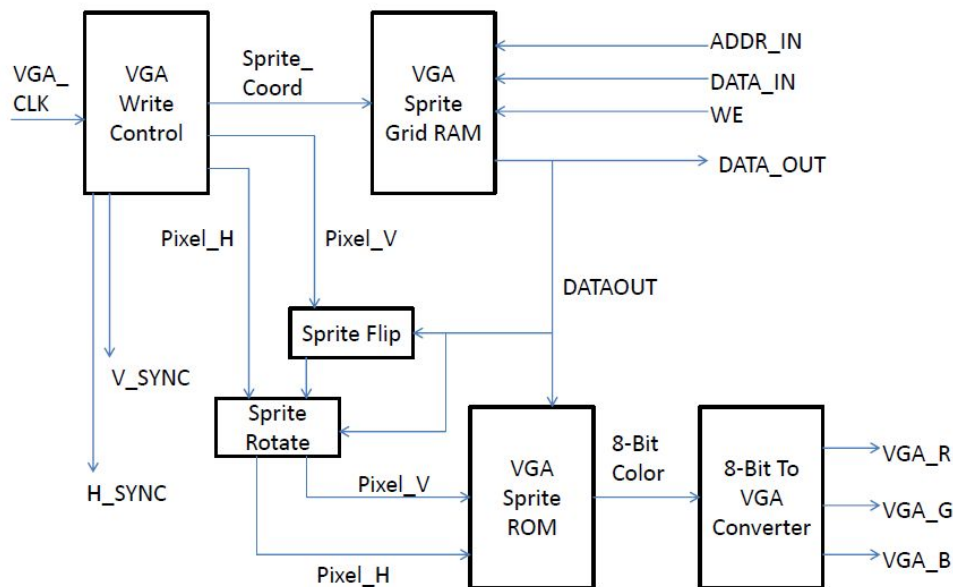 VGA_
CLK
VGA
Write
Control
Sprite_
Coord
VGA
Sprite
Grid RAM
ADDR_IN
DATA_IN
WE
DATA_OUT
Pixel_H
Pixel_V
DATAOUT
Sprite Flip
V_SYNC
Sprite
Rotate
H_SYNC
Pixel_V
Pixel_H
VGA
Sprite
ROM
8-Bit
Color
8-Bit To
VGA
Converter
VGA_R
VGA_G
VGA_B